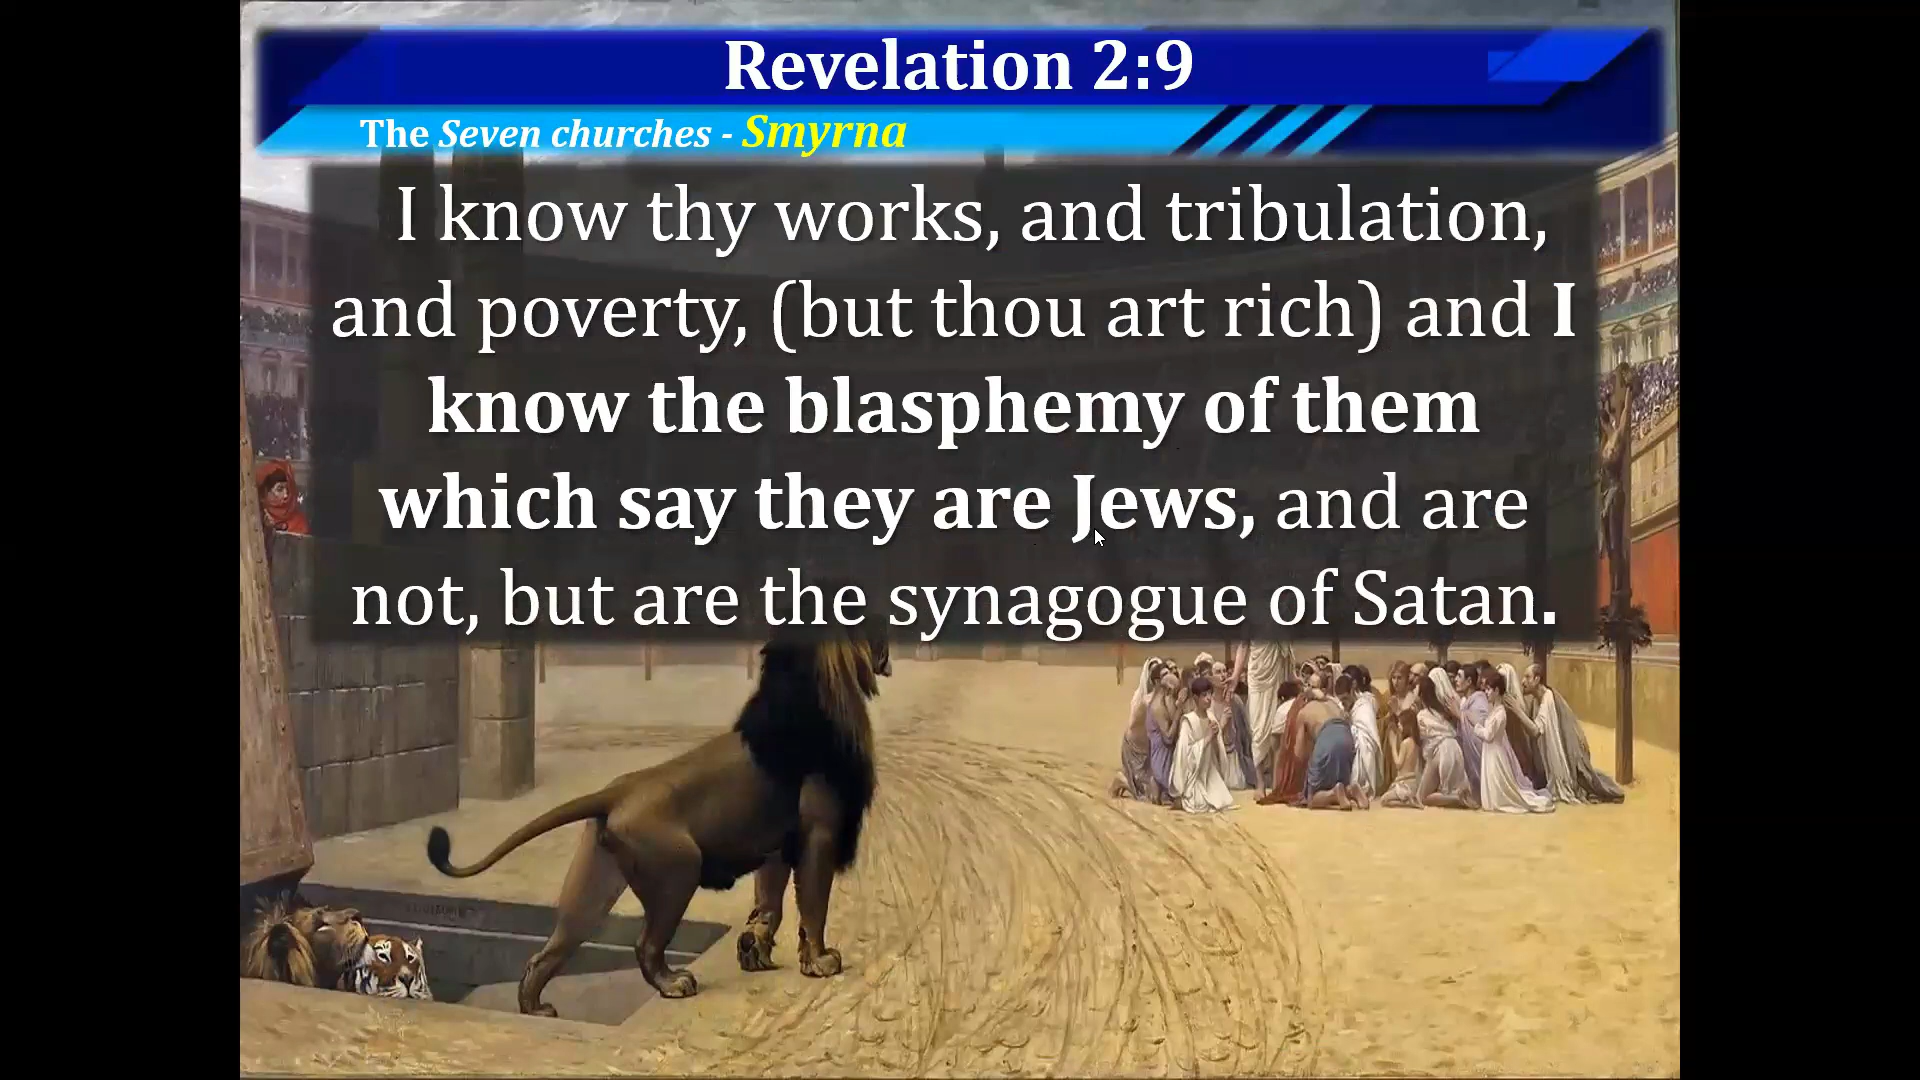 Revelation 2:9
The Seven churches - Smyrna
I know thy works, and tribulation,
and poverty, (but thou art rich) and I
know the blasphemy of them
which say they are Jews, and are
not, but are the synagogue of Satan.